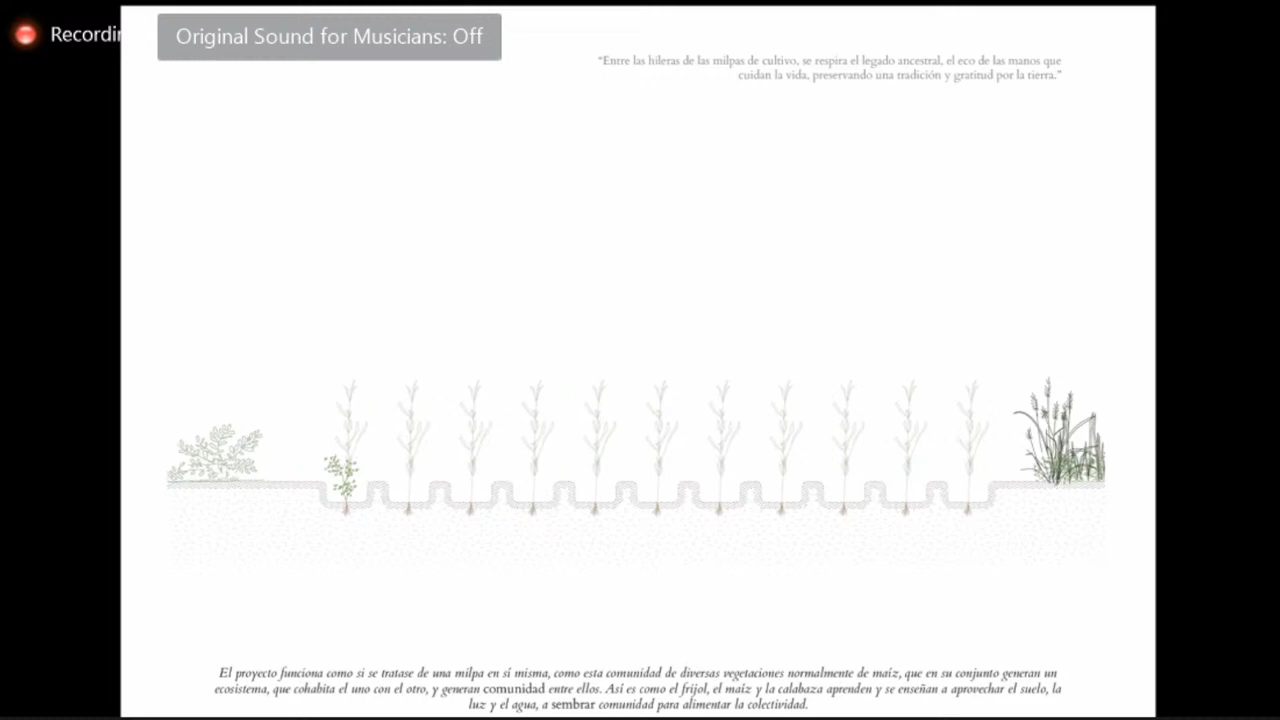 Recordin
Original Sound for Musicians: Off
“Entre las hileras de las milpas de cultivo, se respira el legado ancestral, el eco de las manos que
cuidan la vida, preservando una tradición y gratitud por la tierra.”
El proyecto funciona como si se tratase de una milpa en sí misma, como esta comunidad de diversas vegetaciones normalmente de maíz, que en su conjunto generan un
ecosistema, que cohabita el uno con el otro, y generan comunidad entre ellos. Así es como el frijol, el maíz y la calabaza aprenden y se enseñan a aprovechar el suelo, la
luz y el agua, a sembrar comunidad para alimentar la colectividad.